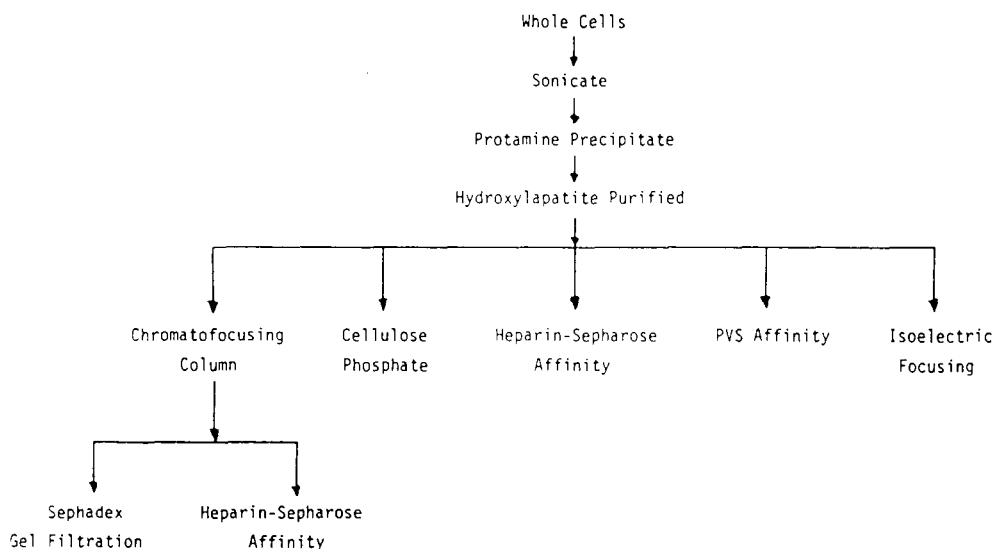 Whole Cells
Sonicate
Protamine Precipitate
Hydroxylapatite Purified
Chromatofocusing
Column
Cellulose
Phosphate
Heparin-Sepharose
Affinity
PVS Affinity
Isoelectric
Focusing
Sephadex
Gel Filtration
Heparin-Sepharose
Affinity